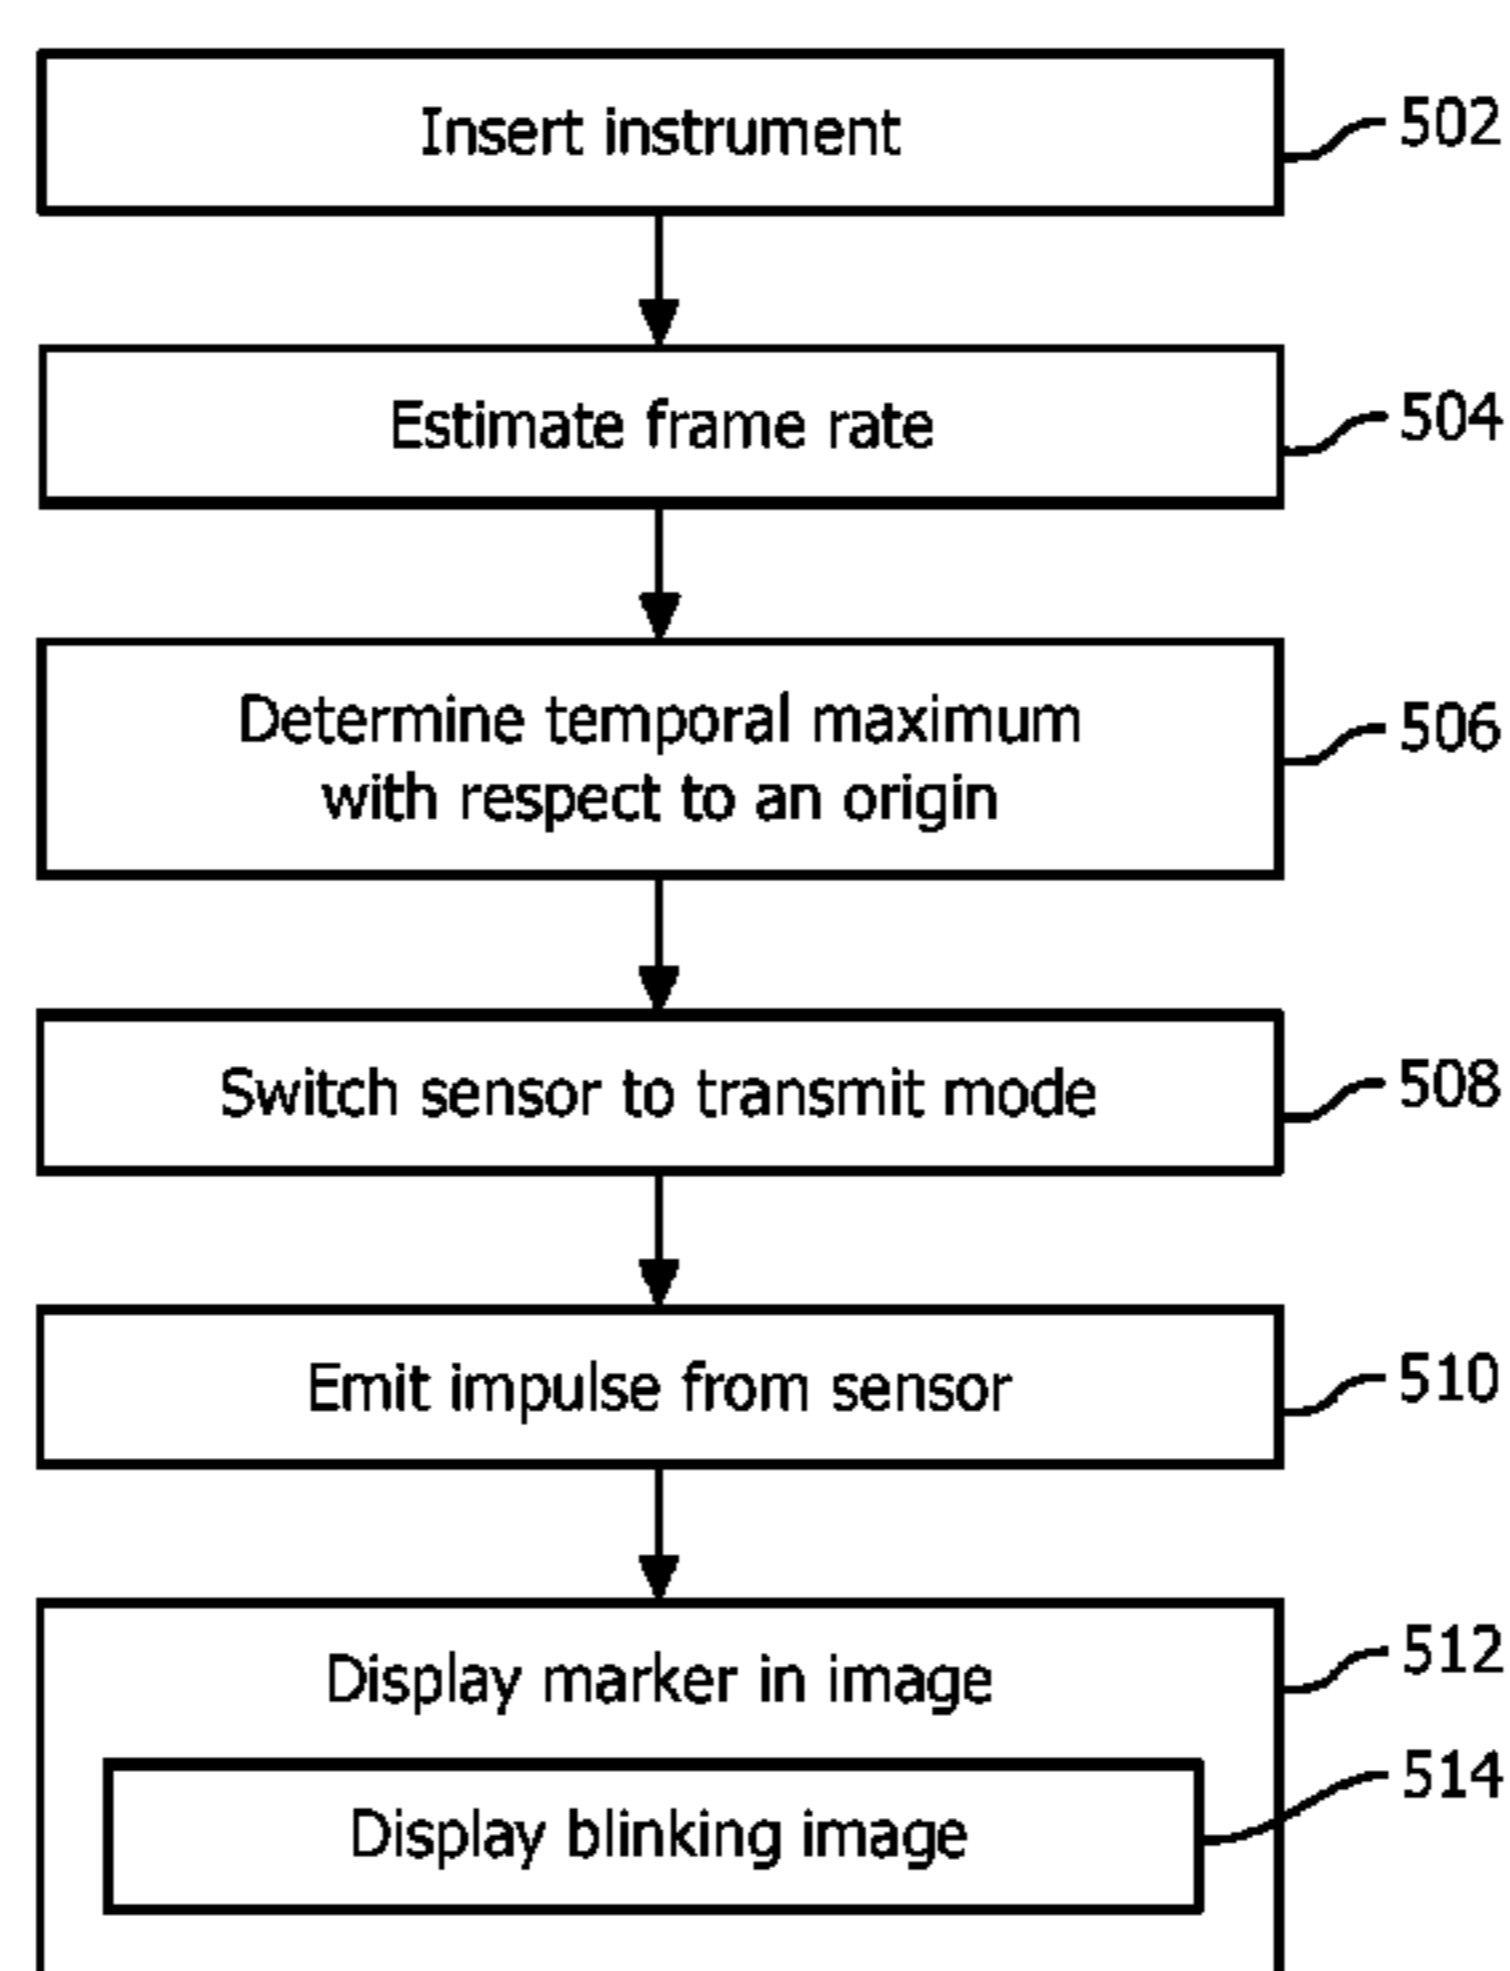 Insert instrument
502
Estimate frame rate
504
Determine temporal maximum
with respect to an origin
506
Switch sensor to transmit mode
508
Emit impulse from sensor
510
Display marker in image
512
Display blinking image
514